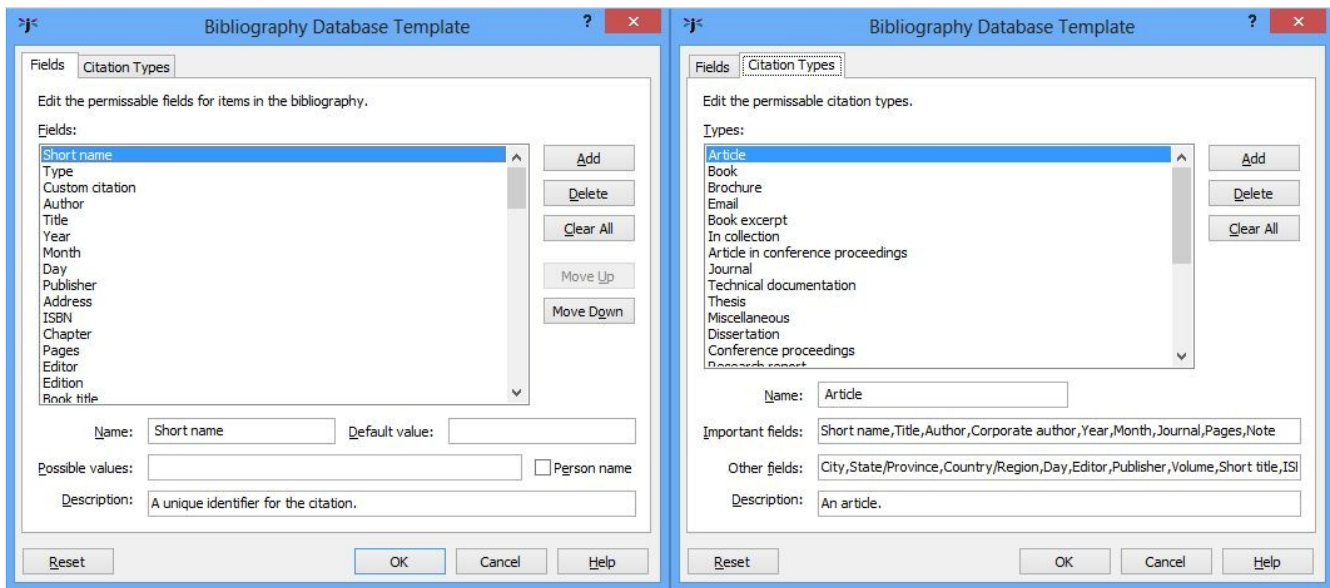 Bibliography Database Template
?
×
Fields
Citation Types
Edit the permissable fields for items in the bibliography.
Fields:
Short name
Type
Custom citation
Author
Title
Year
Month
Day
Publisher
Address
ISBN
Chapter
Pages
Editor
Edition
Book title
Add
Delete
Clear All
Move Up
Move Down
Name:
Short name
Default value:
Possible values:
Person name
Description:
A unique identifier for the citation.
Reset
OK
Cancel
Help
Bibliography Database Template
?
×
Fields
Citation Types
Edit the permissable citation types.
Types:
Article
Book
Brochure
Email
Book excerpt
In collection
Article in conference proceedings
Journal
Technical documentation
Thesis
Miscellaneous
Dissertation
Conference proceedings
Research report
Add
Delete
Clear All
Name:
Article
Important fields:
Short name,Title,Author,Corporate author,Year,Month,Journal,Pages,Note
Other fields:
City,State/Province,Country/Region,Day,Editor,Publisher,Volume,Short title,ISI
Description:
An article.
Reset
OK
Cancel
Help